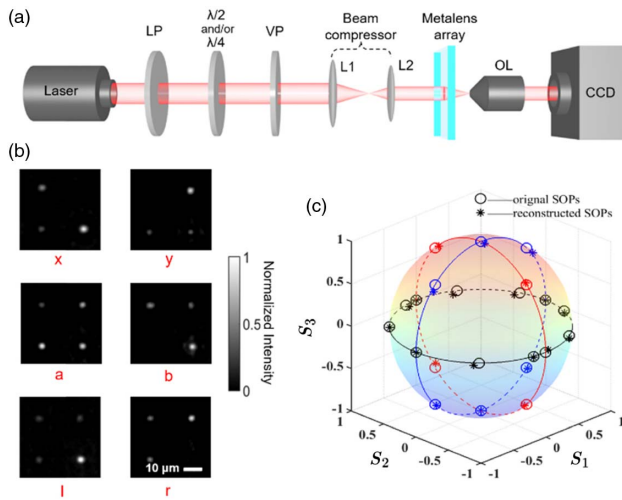 (a)
LP
λ/2
and/or
λ/4
VP
Beam
compressor
L1
L2
Metalens
array
OL
Laser
CCD
(b)
x
y
a
b
l
r
10 μm
1
0.5
0
Normalized Intensity
(c)
orignal SOPs
reconstructed SOPs
1
0.5
0
-0.5
-1
S3
1
0.5
0
-0.5
-1
S2
-1
-0.5
0
0.5
1
S1